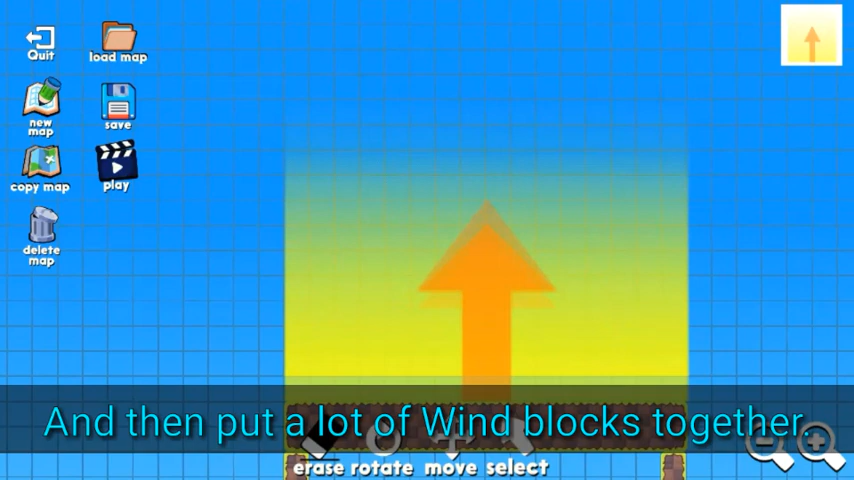 Quit
load map
new
map
save
copy map
play
delete
map
And then put a lot of Wind blocks together
erase rotate move select